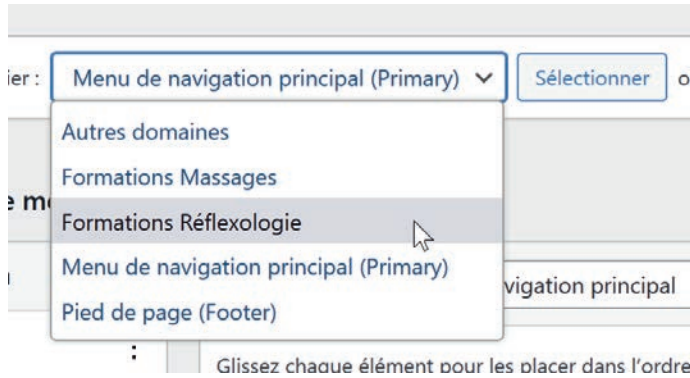 ier : Menu de navigation principal (Primary) Sélectionner o
Autres domaines
Formations Massages
e m
Formations Réflexologie
Menu de navigation principal (Primary)
vigation principal
Pied de page (Footer)
Glissez chaque élément pour les placer dans l'ordre